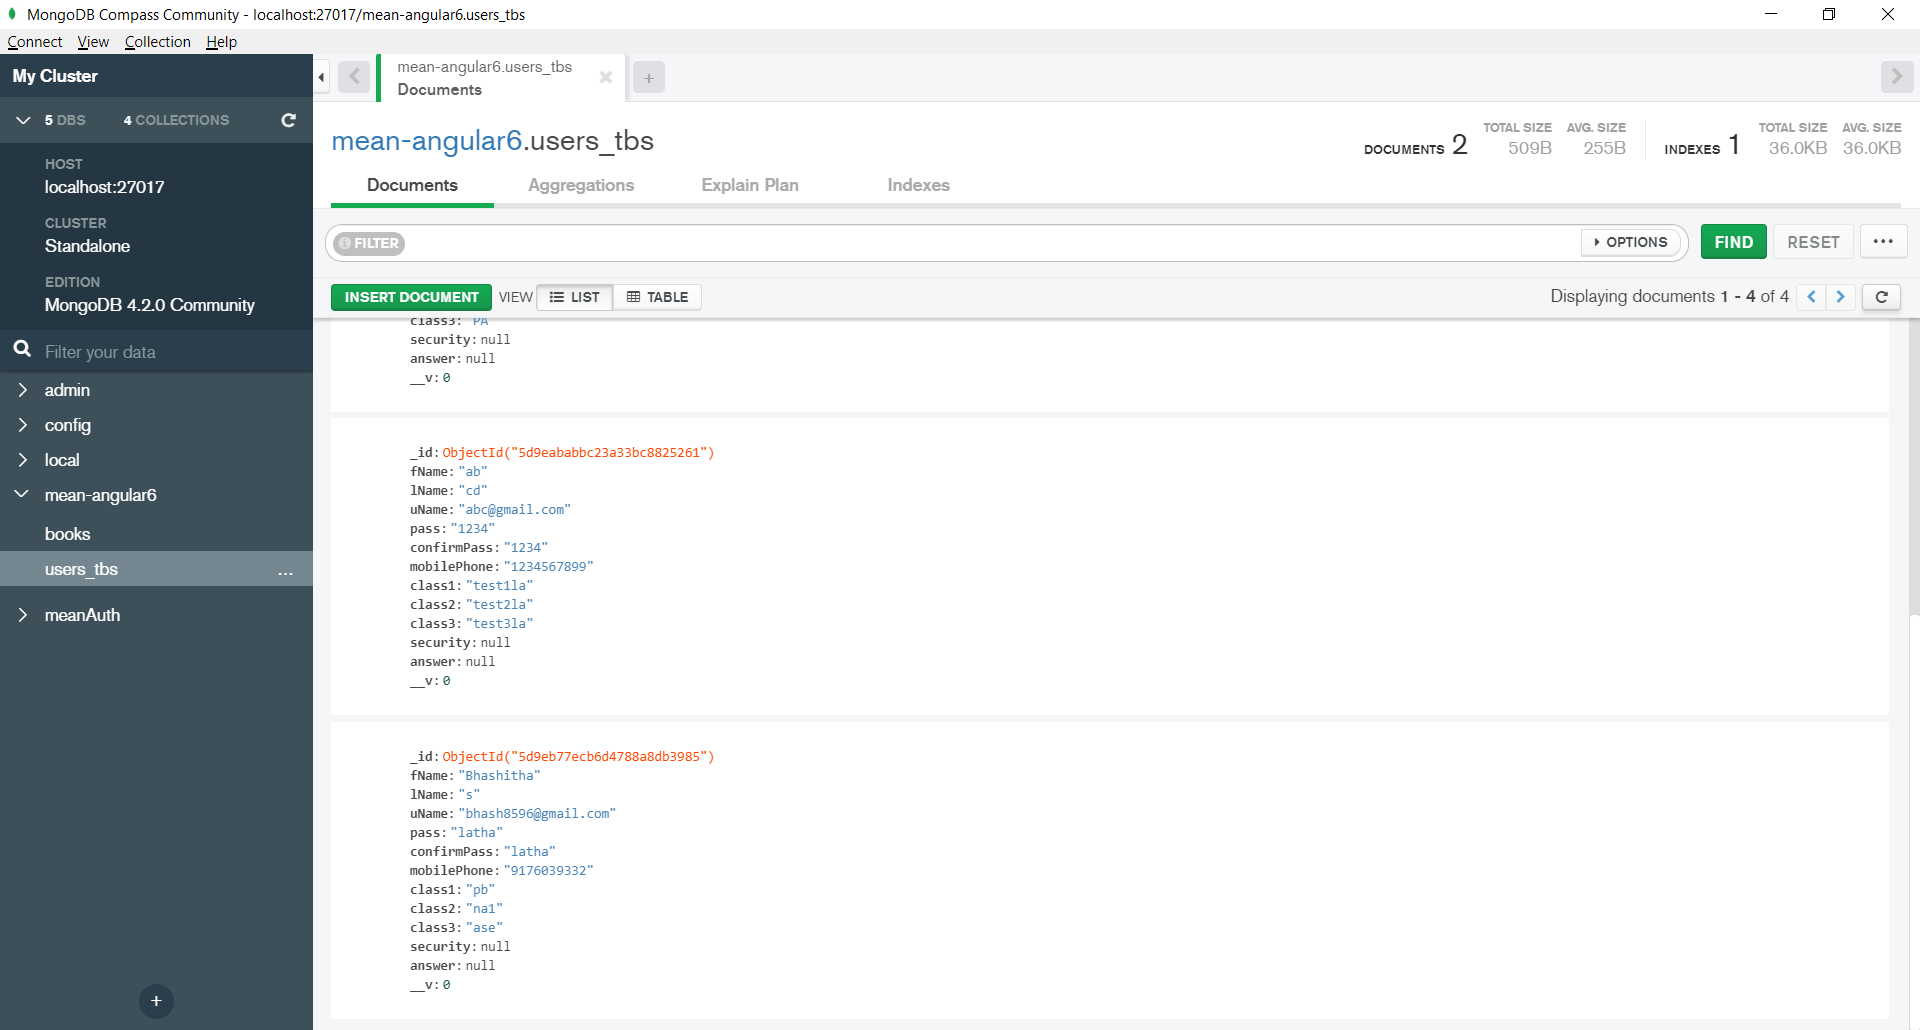 MongoDB Compass Community - localhost:27017/mean-angular6.users_tbs
Connect View Collection Help
My Cluster
5 DBS 4 COLLECTIONS
HOST
localhost:27017
CLUSTER
Standalone
EDITION
MongoDB 4.2.0 Community
Filter your data
admin
config
local
mean-angular6
books
users_tbs ...
meanAuth
+
mean-angular6.users_tbs
Documents
+
mean-angular6.users_tbs
DOCUMENTS 2 TOTAL SIZE 509B AVG. SIZE 255B INDEXES 1 TOTAL SIZE 36.0KB AVG. SIZE 36.0KB
Documents Aggregations Explain Plan Indexes
FILTER OPTIONS FIND RESET ...
INSERT DOCUMENT VIEW LIST TABLE Displaying documents 1 - 4 of 4
class3: "PA"
security: null
answer: null
__v: 0
_id: ObjectId("5d9eababbc23a33bc8825261")
fName: "ab"
lName: "cd"
uName: "abc@gmail.com"
pass: "1234"
confirmPass: "1234"
mobilePhone: "1234567899"
class1: "test1la"
class2: "test2la"
class3: "test3la"
security: null
answer: null
__v: 0
_id: ObjectId("5d9eb77ecb6d4788a8db3985")
fName: "Bhashitha"
lName: "s"
uName: "bhash8596@gmail.com"
pass: "latha"
confirmPass: "latha"
mobilePhone: "9176039332"
class1: "pb"
class2: "na1"
class3: "ase"
security: null
answer: null
__v: 0